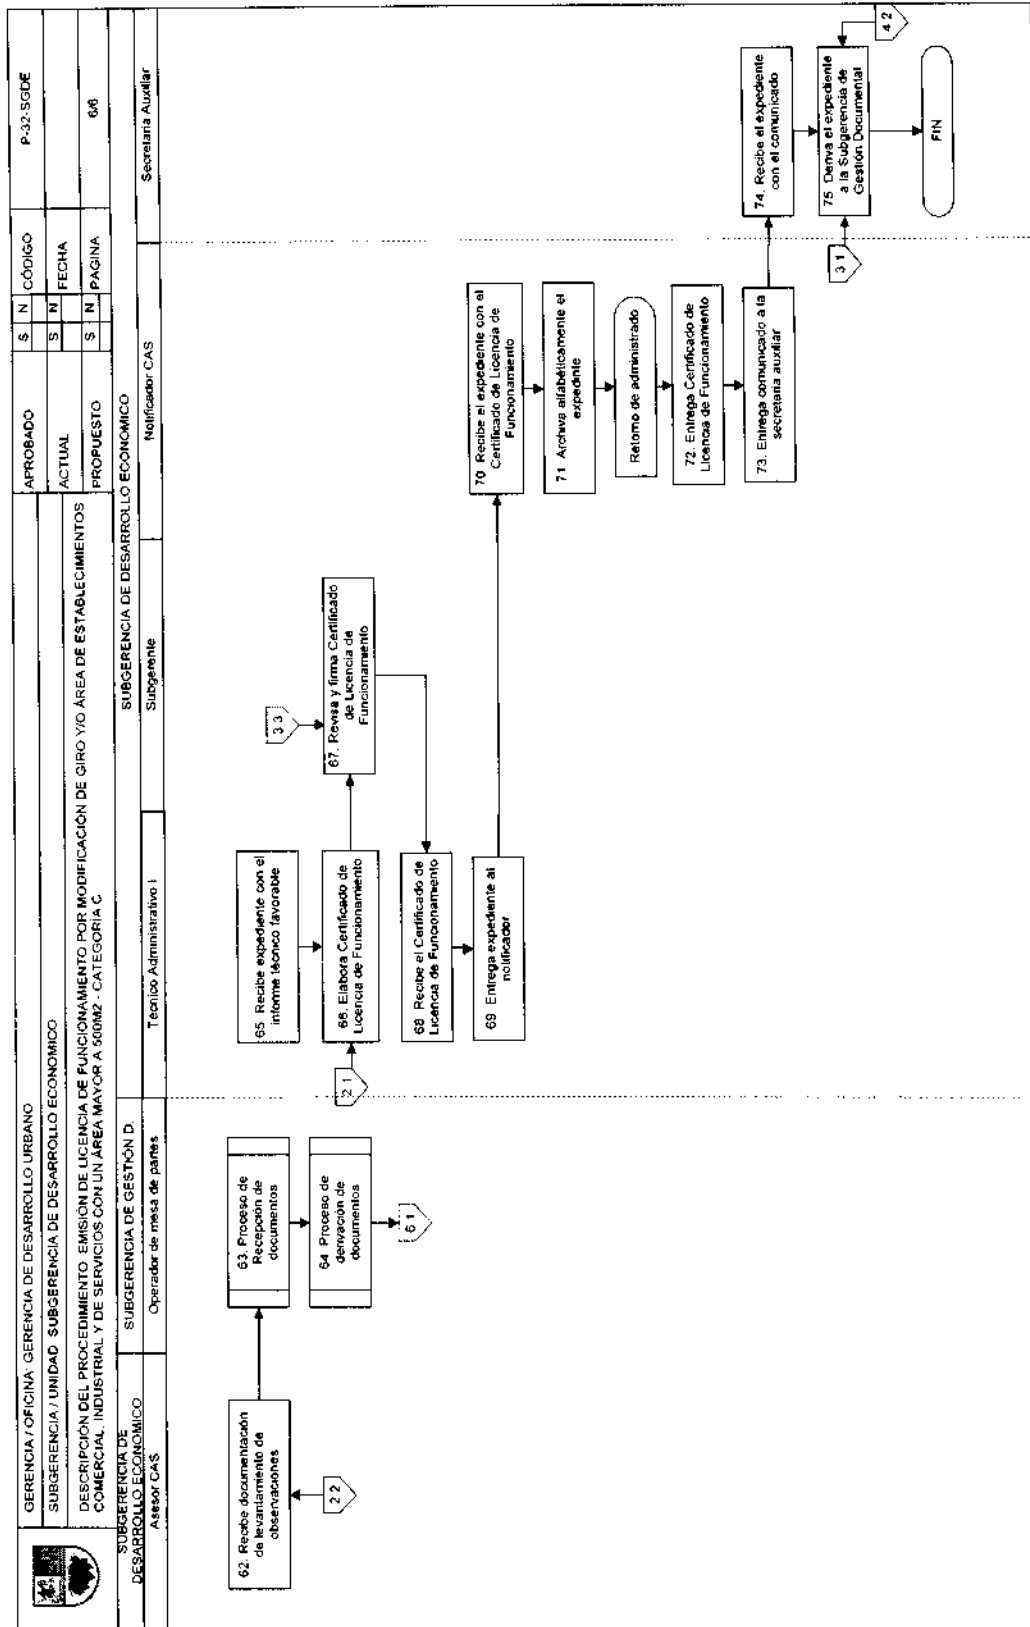 GERENCIA / OFICINA: GERENCIA DE DESARROLLO URBANO
APROBADO
S N
CÓDIGO
P-32-SGDE
SUBGERENCIA / UNIDAD SUBGERENCIA DE DESARROLLO ECONOMICO
ACTUAL
S N
FECHA
DESCRIPCIÓN DEL PROCEDIMIENTO EMISIÓN DE LICENCIA DE FUNCIONAMIENTO POR MODIFICACIÓN DE GIRO Y/O ÁREA DE ESTABLECIMIENTOS
COMERCIAL, INDUSTRIAL Y DE SERVICIOS CON UN ÁREA MAYOR A 500M2 - CATEGORIA C
PROPUESTO
S N
PAGINA
6/6
SUBGERENCIA DE
DESARROLLO ECONOMICO
SUBGERENCIA DE GESTIÓN D.
SUBGERENCIA DE DESARROLLO ECONOMICO
Asesor CAS
Operador de mesa de partes
Técnico Administrativo I
Subgerente
Notificador CAS
Secretaria Auxiliar
62. Recibe documentación
de levantamiento de
observaciones
2 2
63. Proceso de
Recepción de
documentos
64 Proceso de
derivación de
documentos
6 1
65 Recibe expediente con el
informe técnico favorable
66. Elabora Certificado de
Licencia de Funcionamiento
2 1
3 3
67. Revisa y firma Certificado
de Licencia de
Funcionamiento
68 Recibe el Certificado de
Licencia de Funcionamiento
69 Entrega expediente al
notificador
70 Recibe el expediente con el
Certificado de Licencia de
Funcionamiento
71 Archiva alfabéticamente el
expedinte
Retorno de administrado
72. Entrega Certificado de
Licencia de Funcionamiento
73. Entrega comunicado a la
secretaria auxiliar
74. Recibe el expediente
con el comunicado
75 Deriva el expediente
a la Subgerencia de
Gestión Documental
3 1
4 2
FIN